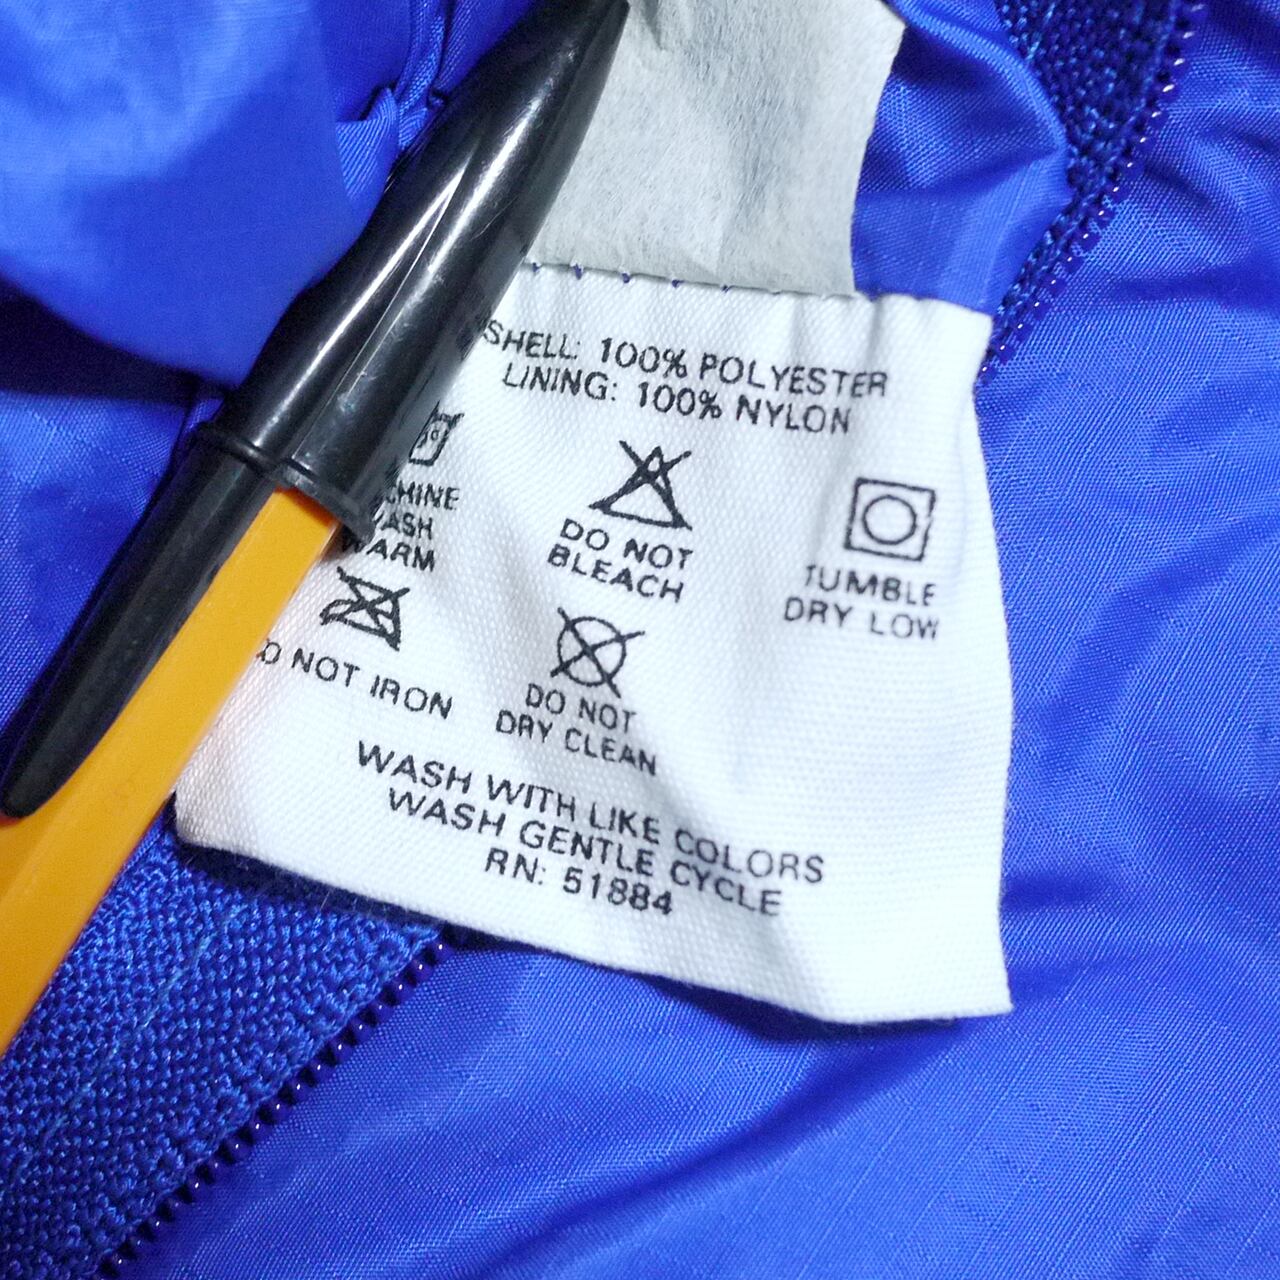 SHELL: 100% POLYESTER
LINING: 100% NYLON
WARM
DO NOT
BLEACH
TUMBLE
DRY LOW
NOT IRON
DO NOT
DRY CLEAN
WASH WITH LIKE COLORS
WASH GENTLE CYCLE
RN: 51884